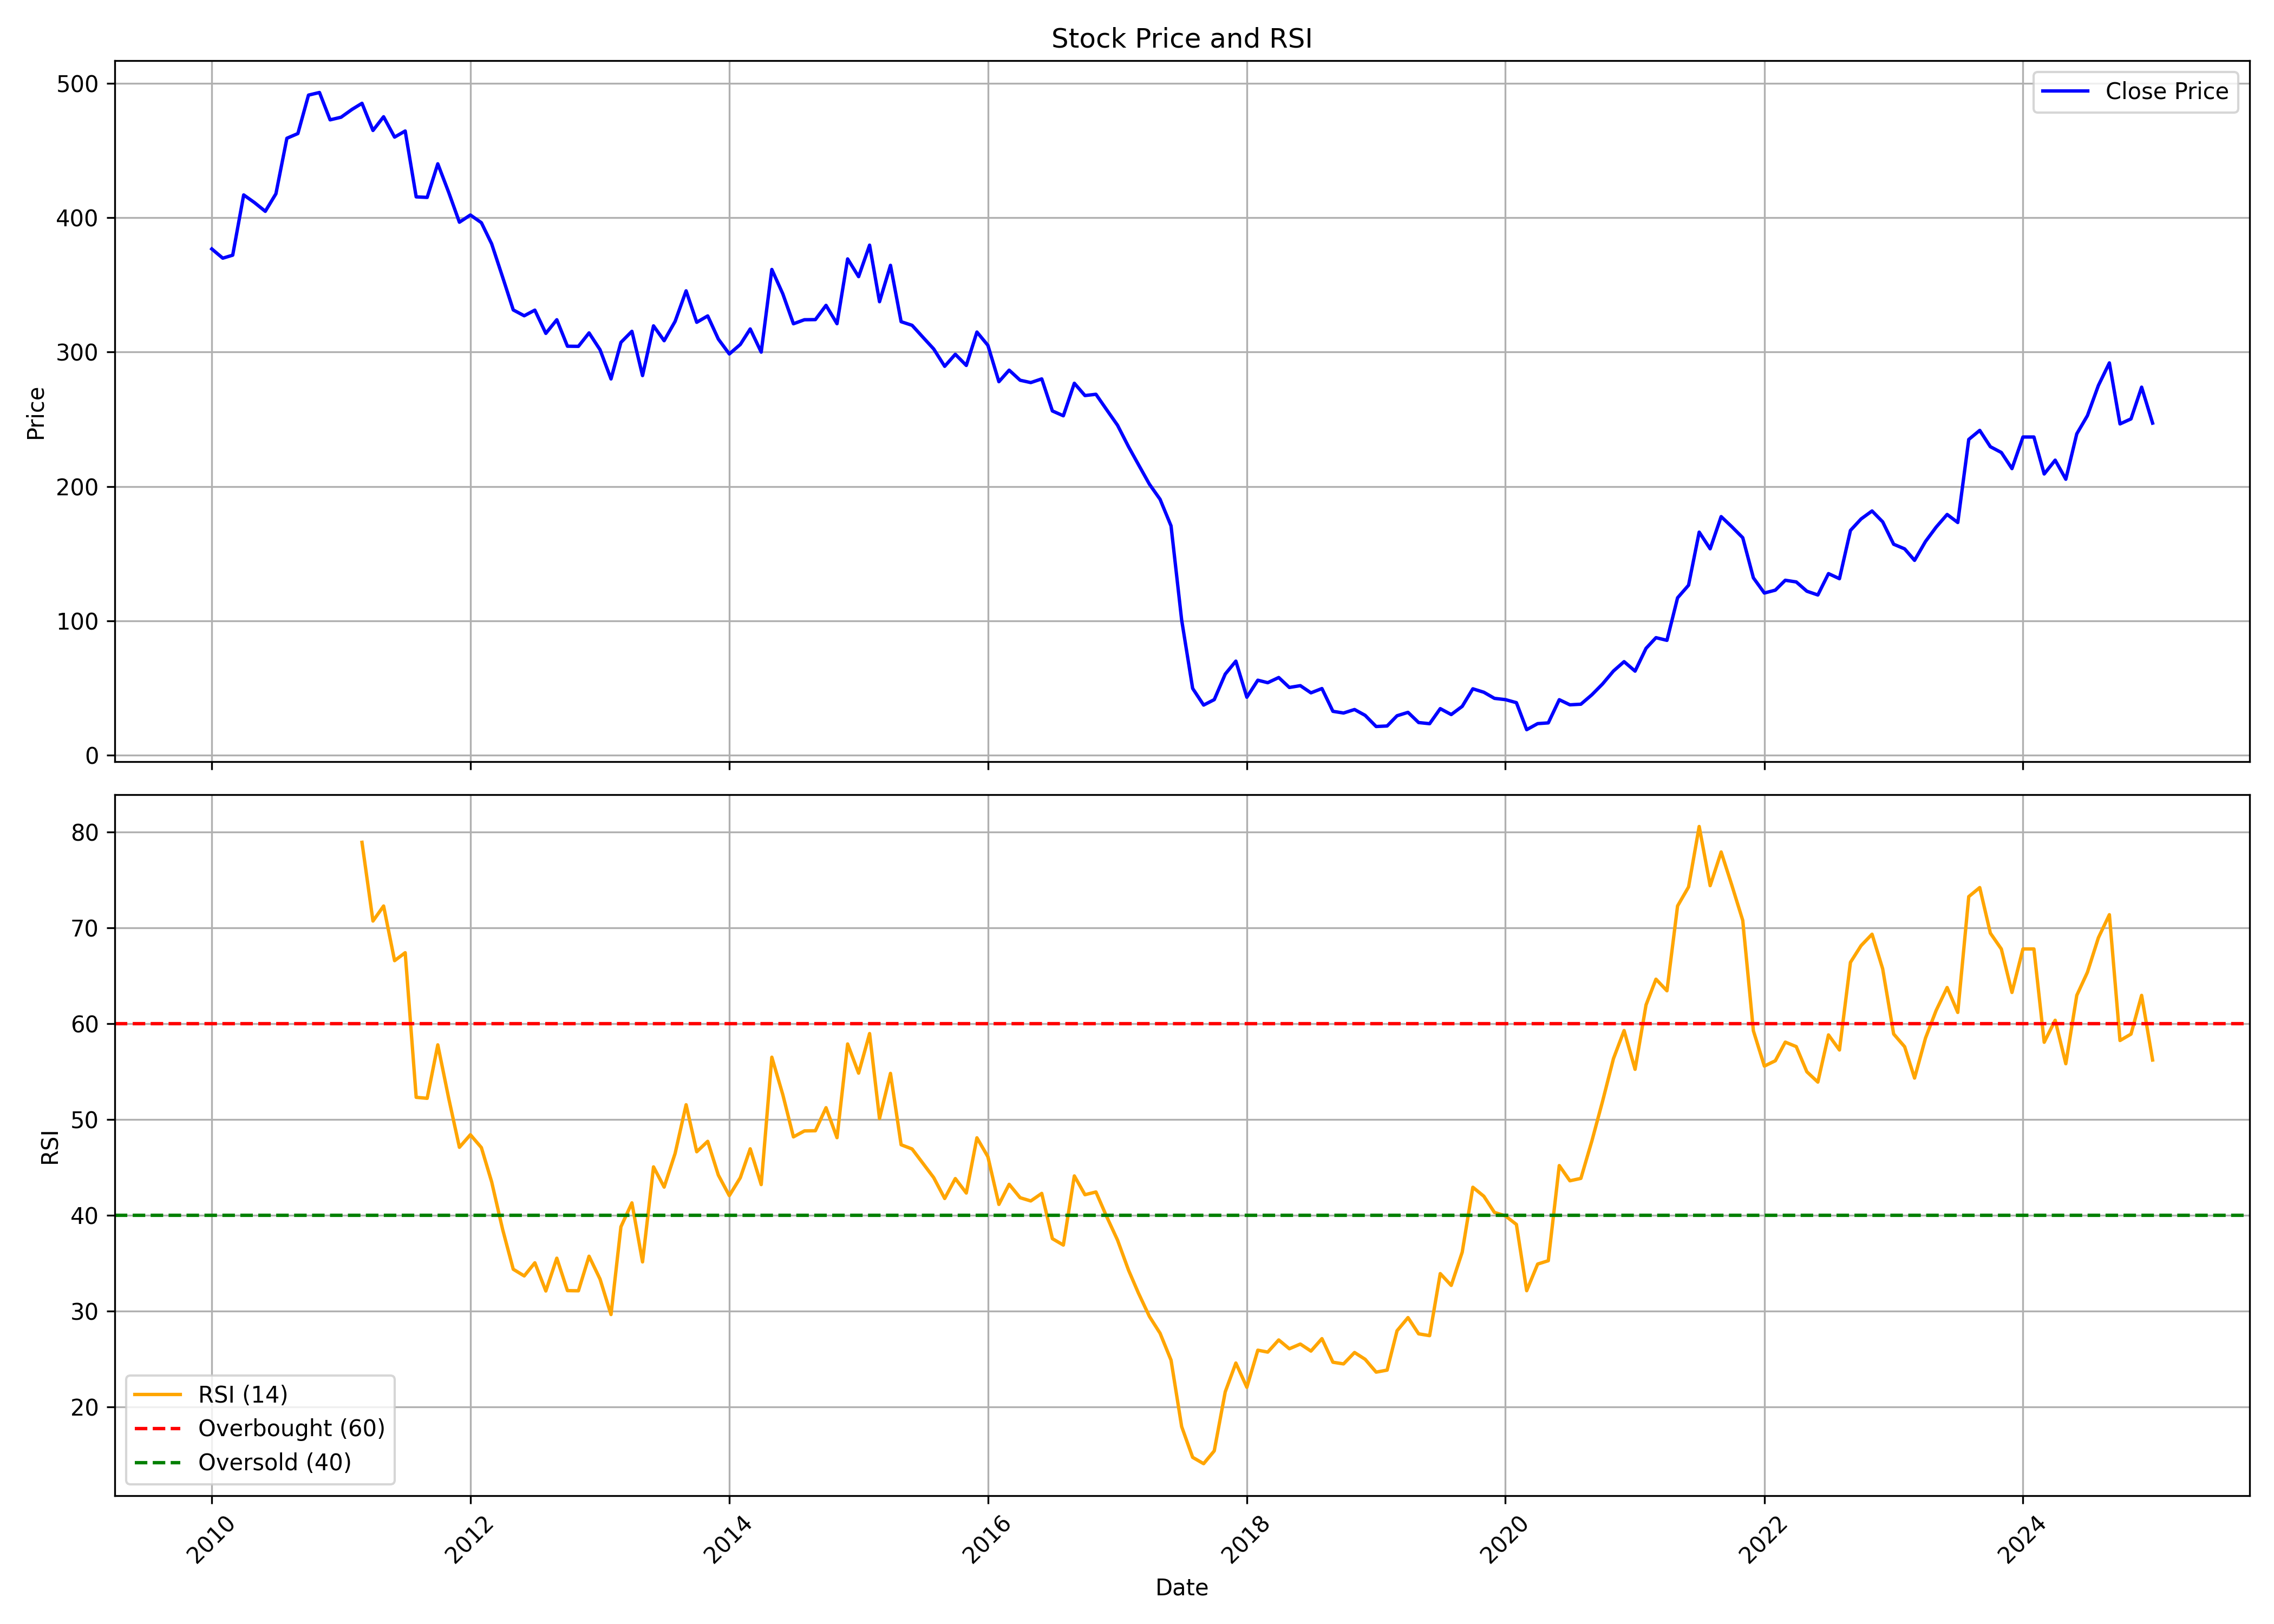 Stock Price and RSI
Close Price
500
400
300
200
100
0
Price
80
70
60
50
40
30
20
RSI
RSI (14)
Overbought (60)
Oversold (40)
2010
2012
2014
2016
2018
2020
2022
2024
Date